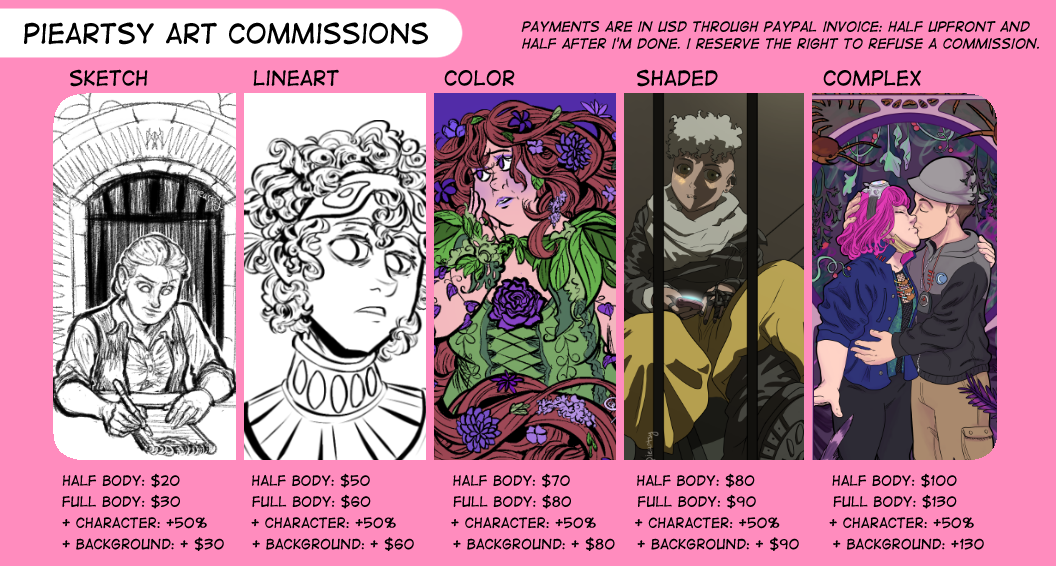 PIEARTSY ART COMMISSIONS
PAYMENTS ARE IN USD THROUGH PAYPAL INVOICE: HALF UPFRONT AND
HALF AFTER I'M DONE. I RESERVE THE RIGHT TO REFUSE A COMMISSION.
SKETCH
HALF BODY: $20
FULL BODY: $30
+ CHARACTER: +50%
+ BACKGROUND: + $30
LINEART
HALF BODY: $50
FULL BODY: $60
+ CHARACTER: +50%
+ BACKGROUND: + $60
COLOR
HALF BODY: $70
FULL BODY: $80
+ CHARACTER: +50%
+ BACKGROUND: + $80
SHADED
HALF BODY: $80
FULL BODY: $90
+ CHARACTER: +50%
+ BACKGROUND: + $90
COMPLEX
HALF BODY: $100
FULL BODY: $130
+ CHARACTER: +50%
+ BACKGROUND: +130